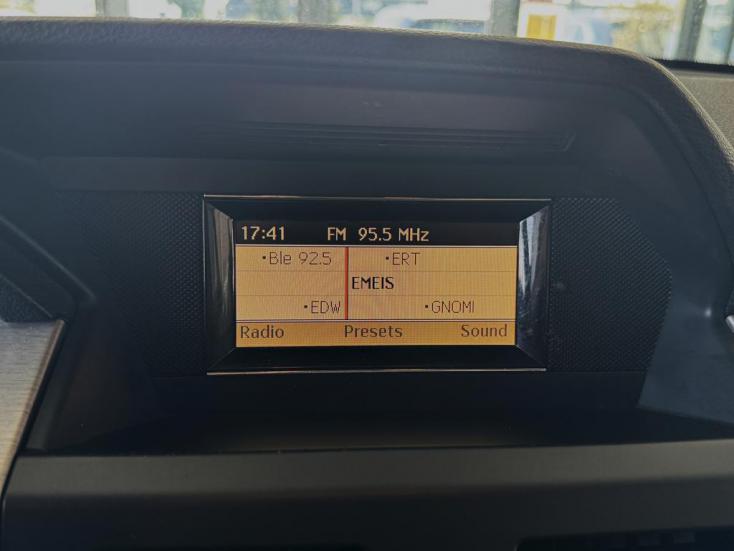 17:41 FM 95.5 MHz
•Ble 92.5 •ERT
EMEIS
•EDW •GNOMI
Radio Presets Sound